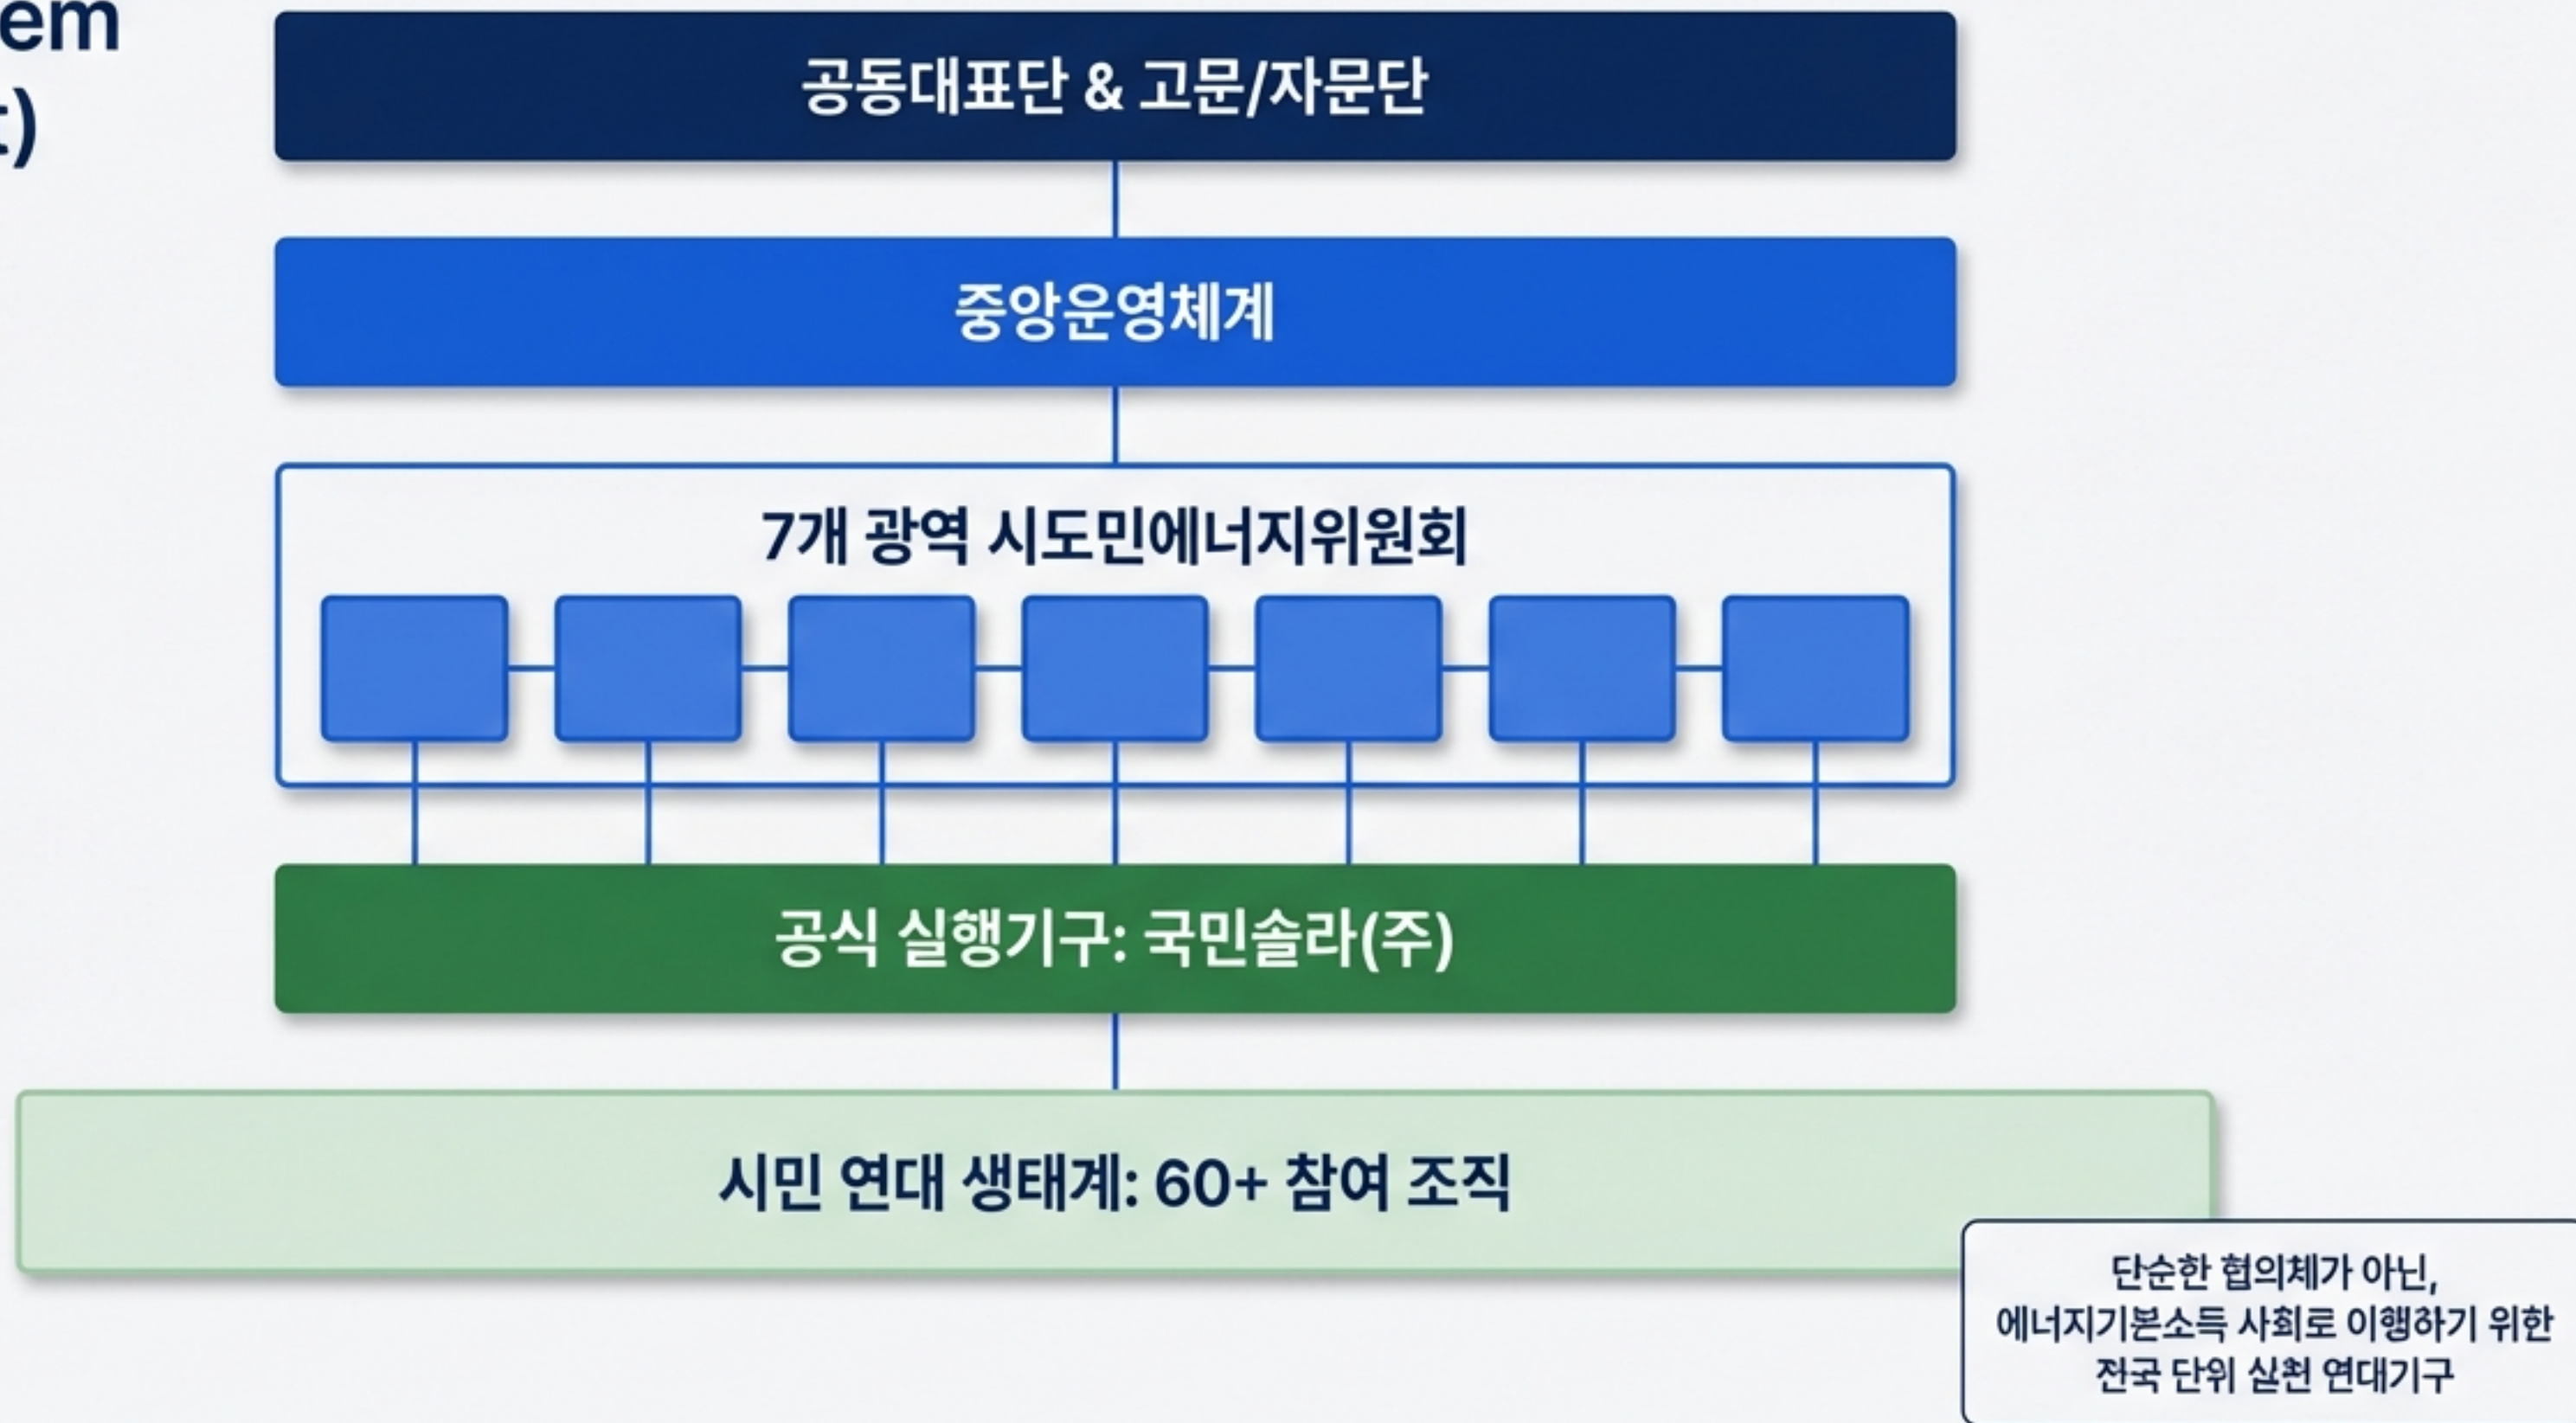 em
t)
공동대표단 & 고문/자문단
중앙운영체계
7개 광역 시도민에너지위원회
공식 실행기구: 국민솔라(주)
시민 연대 생태계: 60+ 참여 조직
단순한 협의체가 아닌,
에너지기본소득 사회로 이행하기 위한
전국 단위 실천 연대기구